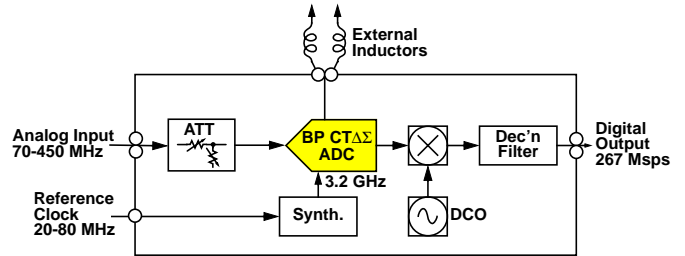 External
Inductors
Analog Input
70-450 MHz
ATT
BP CTΔΣ
ADC
Dec'n
Filter
Digital
Output
267 Msps
3.2 GHz
Reference
Clock
20-80 MHz
Synth.
DCO